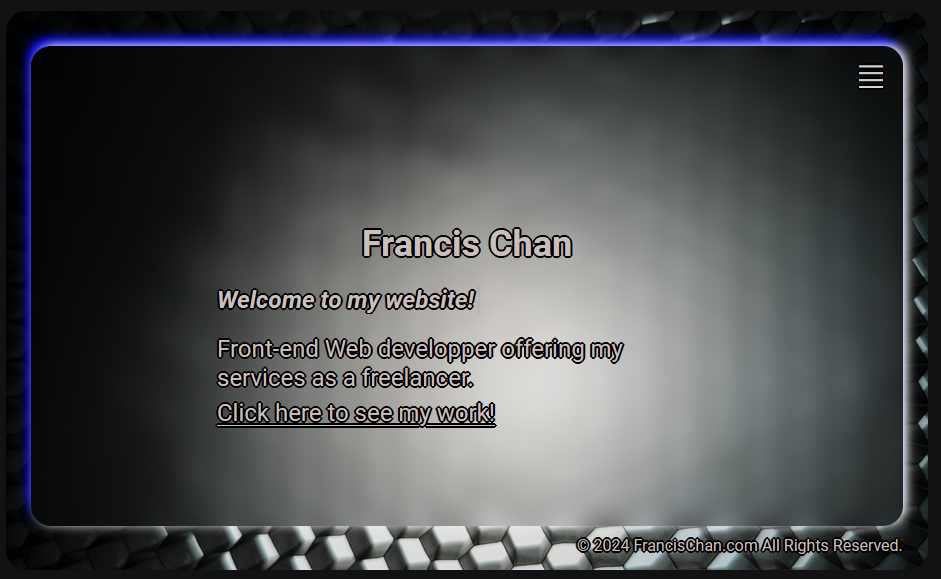 Francis Chan
Welcome to my website!
Front-end Web developper offering my
services as a freelancer.
Click here to see my work!
© 2024 FrancisChan.com All Rights Reserved.